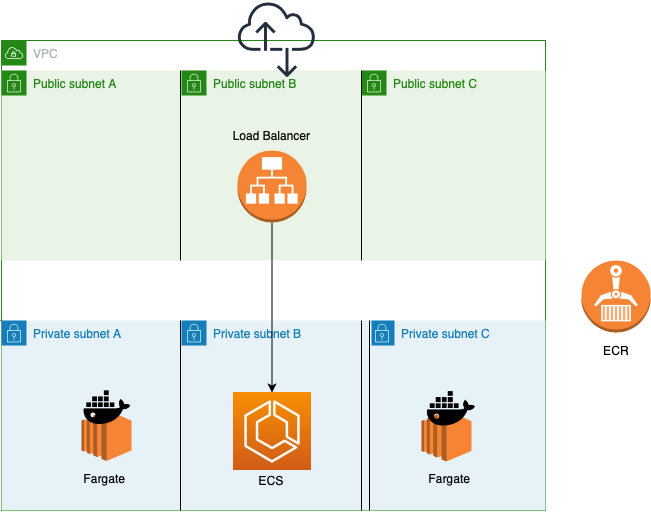 VPC
Public subnet A
Public subnet B
Public subnet C
Load Balancer
Private subnet A
Private subnet B
Private subnet C
ECR
Fargate
ECS
Fargate